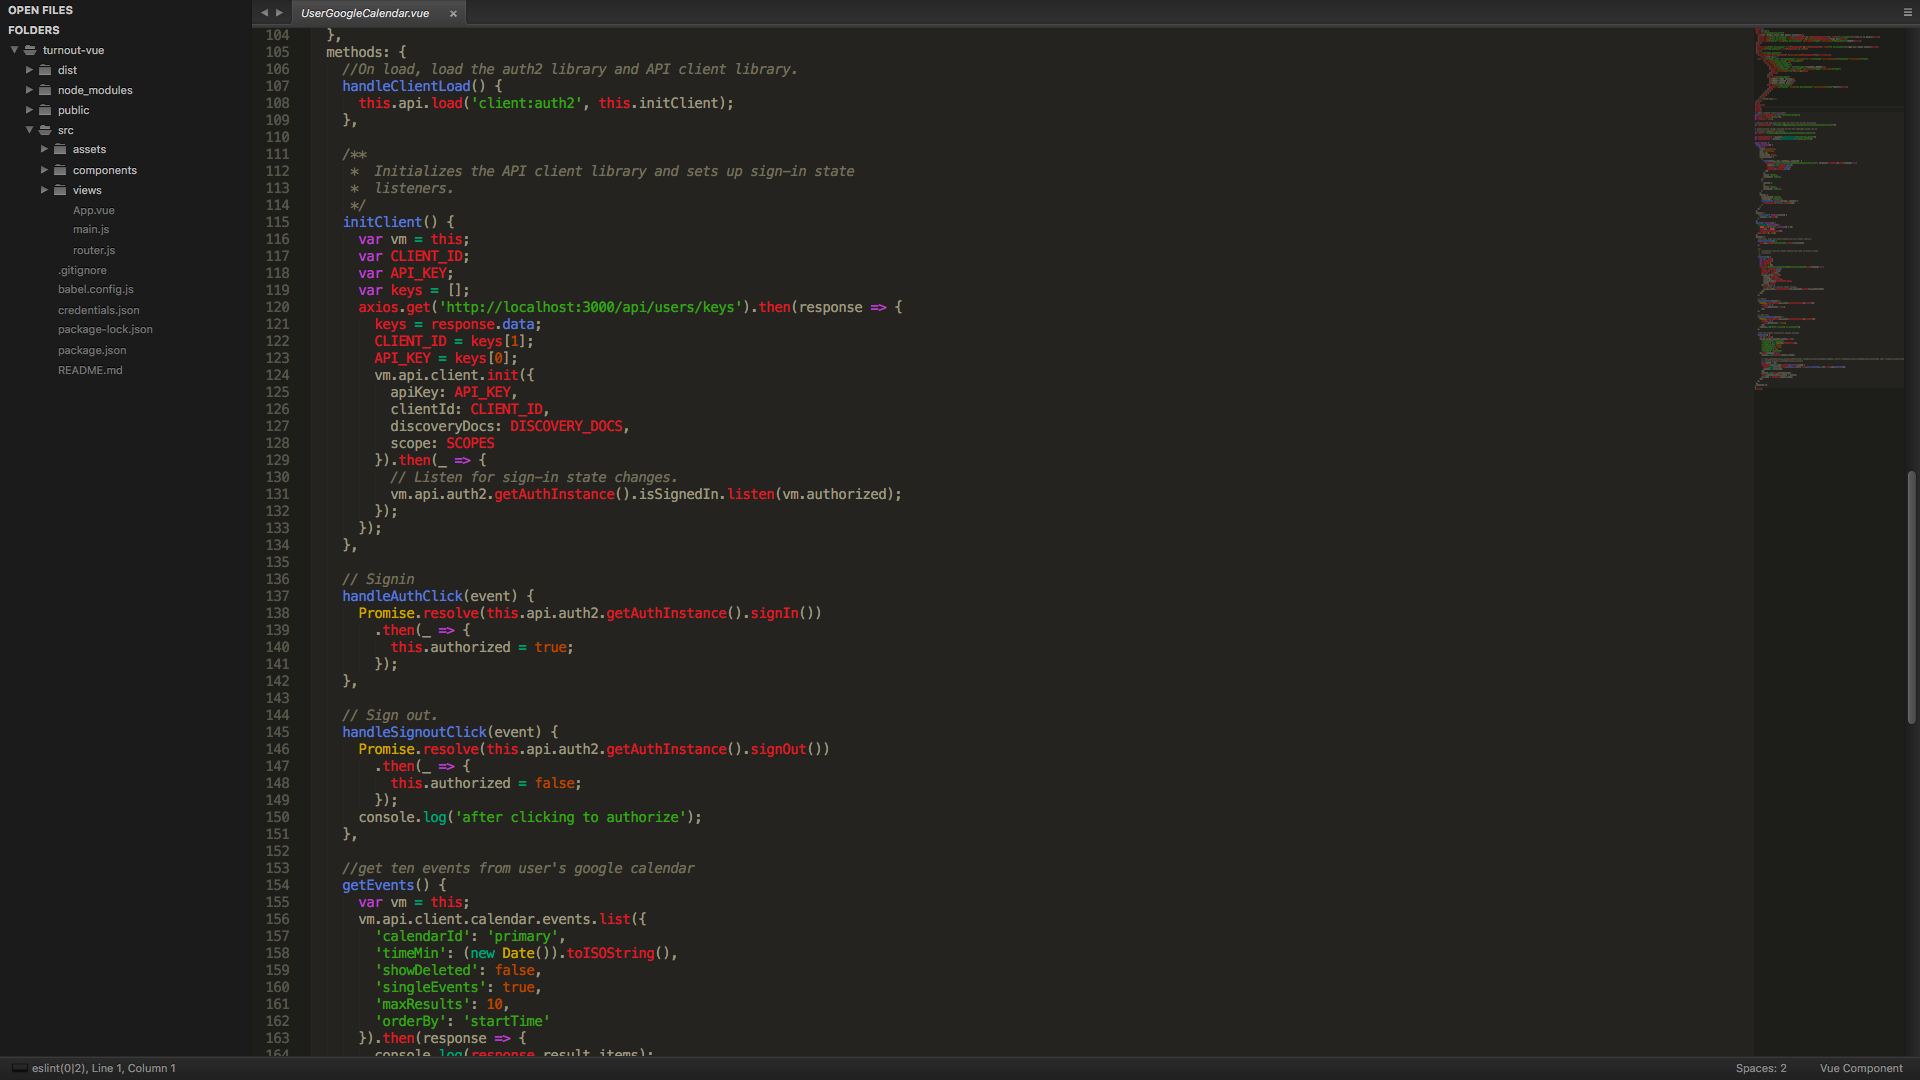 OPEN FILES
FOLDERS
turnout-vue
dist
node_modules
public
src
assets
components
views
App.vue
main.js
router.js
.gitignore
babel.config.js
credentials.json
package-lock.json
package.json
README.md
UserGoogleCalendar.vue
104 },
105 methods: {
106 //On load, load the auth2 library and API client library.
107 handleClientLoad() {
108 this.api.load('client:auth2', this.initClient);
109 },
110
111 /**
112 * Initializes the API client library and sets up sign-in state
113 * listeners.
114 */
115 initClient() {
116 var vm = this;
117 var CLIENT_ID;
118 var API_KEY;
119 var keys = [];
120 axios.get('http://localhost:3000/api/users/keys').then(response => {
121 keys = response.data;
122 CLIENT_ID = keys[1];
123 API_KEY = keys[0];
124 vm.api.client.init({
125 apiKey: API_KEY,
126 clientId: CLIENT_ID,
127 discoveryDocs: DISCOVERY_DOCS,
128 scope: SCOPES
129 }).then(_ => {
130 // Listen for sign-in state changes.
131 vm.api.auth2.getAuthInstance().isSignedIn.listen(vm.authorized);
132 });
133 });
134 },
135
136 // Signin
137 handleAuthClick(event) {
138 Promise.resolve(this.api.auth2.getAuthInstance().signIn())
139 .then(_ => {
140 this.authorized = true;
141 });
142 },
143
144 // Sign out.
145 handleSignoutClick(event) {
146 Promise.resolve(this.api.auth2.getAuthInstance().signOut())
147 .then(_ => {
148 this.authorized = false;
149 });
150 console.log('after clicking to authorize');
151 },
152
153 //get ten events from user's google calendar
154 getEvents() {
155 var vm = this;
156 vm.api.client.calendar.events.list({
157 'calendarId': 'primary',
158 'timeMin': (new Date()).toISOString(),
159 'showDeleted': false,
160 'singleEvents': true,
161 'maxResults': 10,
162 'orderBy': 'startTime'
163 }).then(response => {
164 console.log(response.result.items);
eslint(0|2), Line 1, Column 1
Spaces: 2
Vue Component